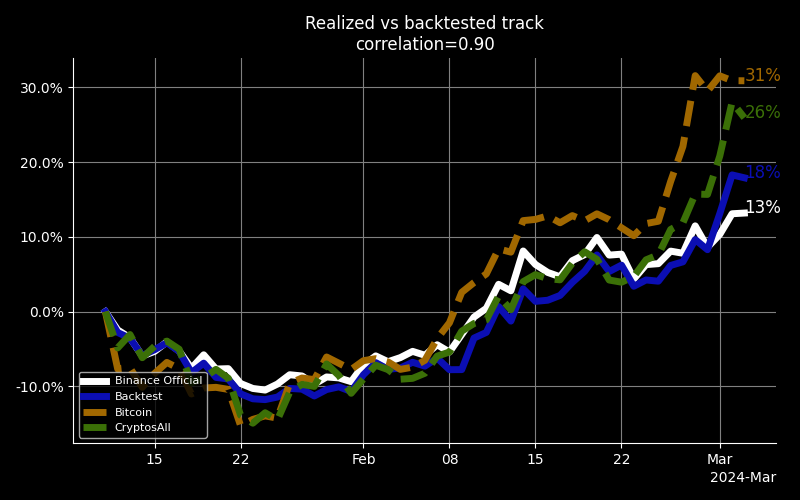 Realized vs backtested track
correlation=0.90
30.0%
20.0%
10.0%
0.0%
-10.0%
31%
26%
18%
13%
Binance Official
Backtest
Bitcoin
CryptosAll
15
22
Feb
08
15
22
Mar
2024-Mar